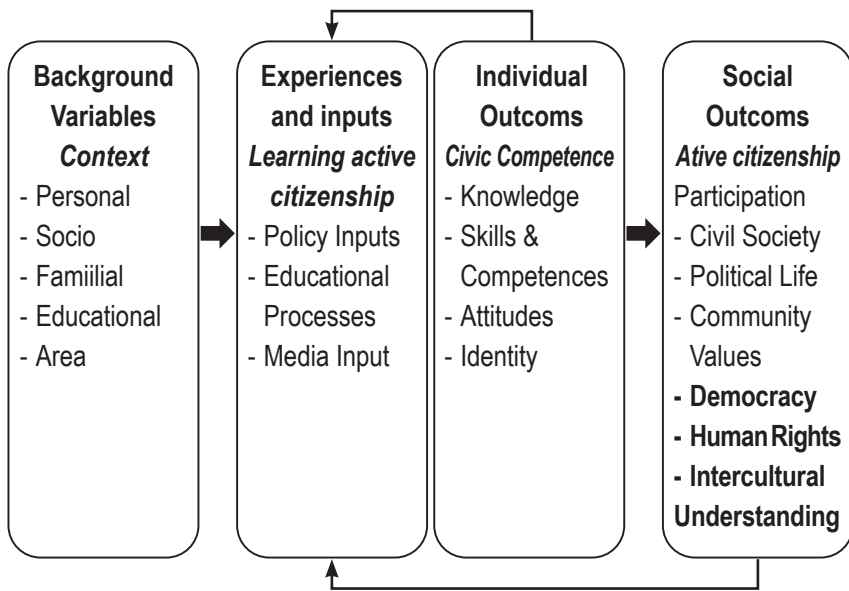 Background
Variables
Context
- Personal
- Socio
- Famiilial
- Educational
- Area
Experiences
and inputs
Learning active
citizenship
- Policy Inputs
- Educational
Processes
- Media Input
Individual
Outcoms
Civic Competence
- Knowledge
- Skills &
Competences
- Attitudes
- Identity
Social
Outcoms
Ative citizenship
Participation
- Civil Society
- Political Life
- Community
Values
- Democracy
- Human Rights
- Intercultural
Understanding